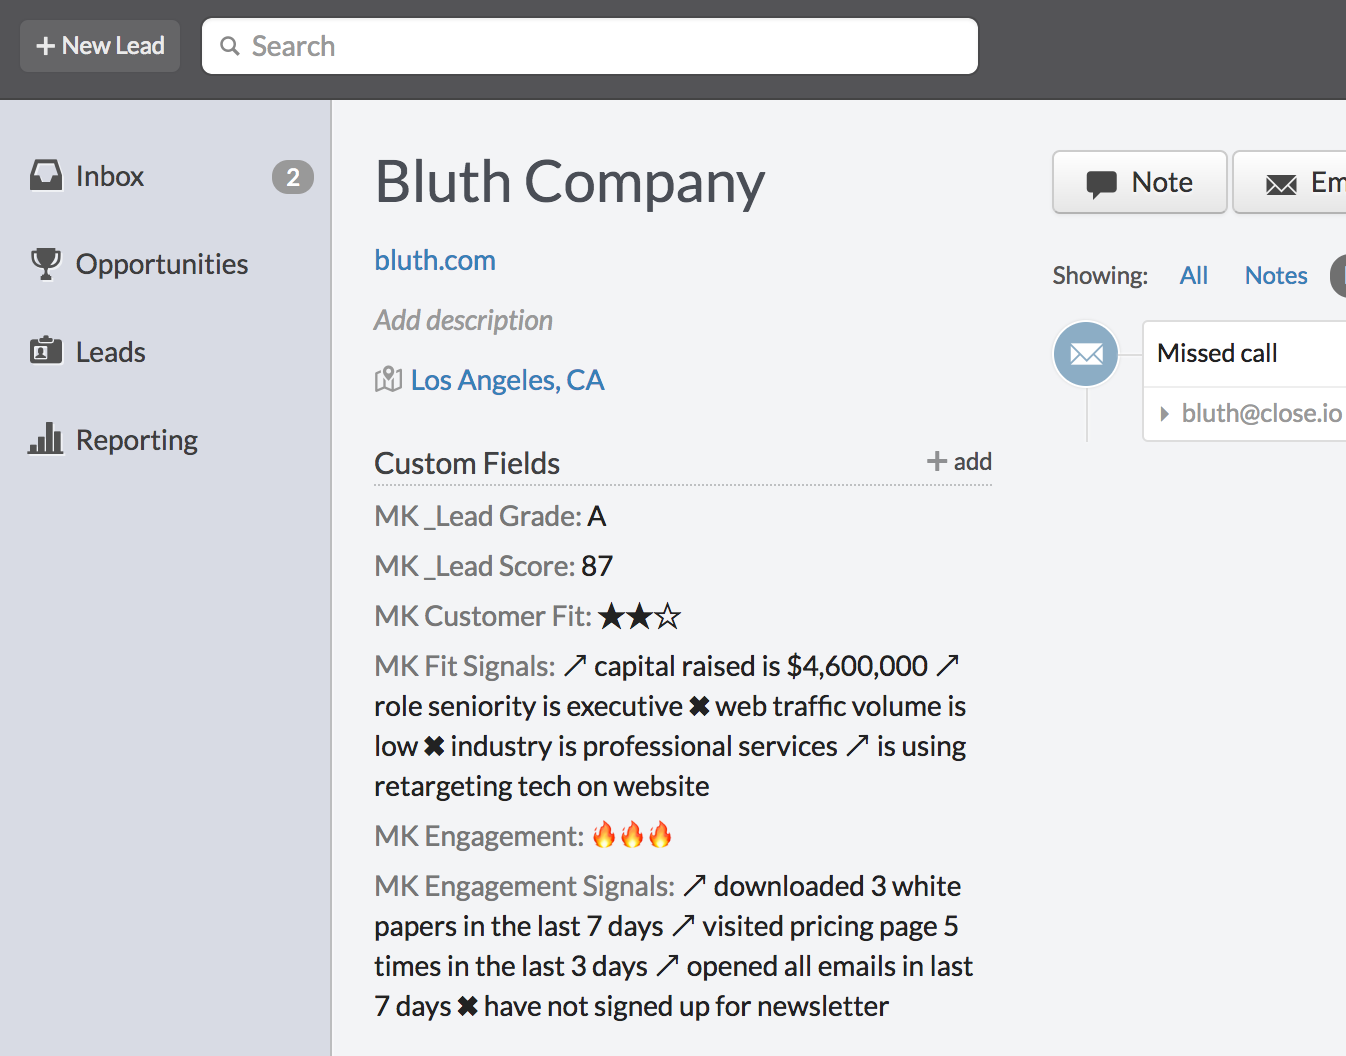 + New Lead
Search
Inbox 2
Opportunities
Leads
Reporting
Bluth Company
bluth.com
Add description
Los Angeles, CA
Custom Fields
+ add
MK _Lead Grade: A
MK _Lead Score: 87
MK Customer Fit: ★★☆
MK Fit Signals: ↗ capital raised is $4,600,000 ↗
role seniority is executive ✖ web traffic volume is
low ✖ industry is professional services ↗ is using
retargeting tech on website
MK Engagement: 🔥🔥🔥
MK Engagement Signals: ↗ downloaded 3 white
papers in the last 7 days ↗ visited pricing page 5
times in the last 3 days ↗ opened all emails in last
7 days ✖ have not signed up for newsletter
Note
Showing: All Notes
Missed call
bluth@close.io